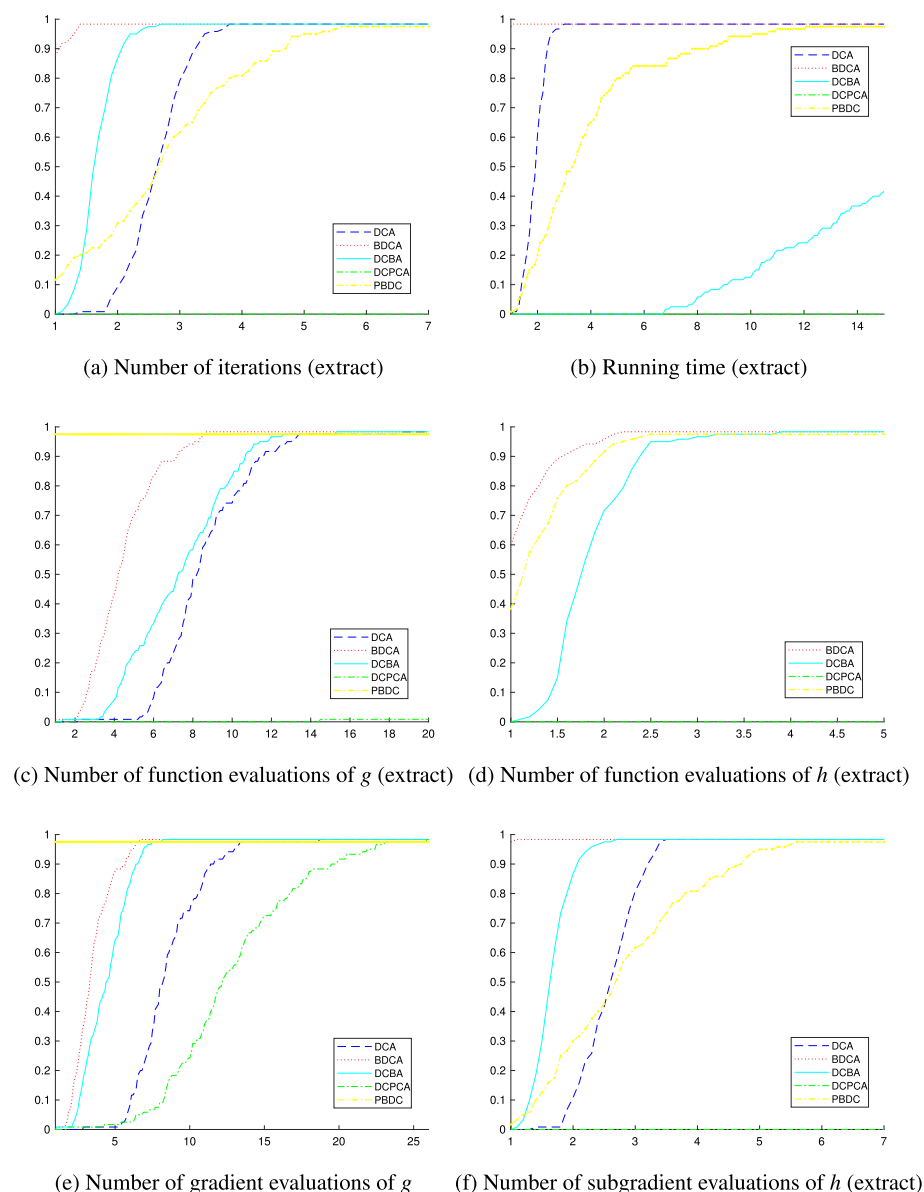 1
0.9
0.8
0.7
0.6
0.5
0.4
0.3
0.2
0.1
0
1 2 3 4 5 6 7
DCA
BDCA
DCBA
DCPCA
PBDC
(a) Number of iterations (extract)
1
0.9
0.8
0.7
0.6
0.5
0.4
0.3
0.2
0.1
0
2 4 6 8 10 12 14
DCA
BDCA
DCBA
DCPCA
PBDC
(b) Running time (extract)
1
0.9
0.8
0.7
0.6
0.5
0.4
0.3
0.2
0.1
0
2 4 6 8 10 12 14 16 18 20
DCA
BDCA
DCBA
DCPCA
PBDC
(c) Number of function evaluations of g (extract)
1
0.9
0.8
0.7
0.6
0.5
0.4
0.3
0.2
0.1
0
1 1.5 2 2.5 3 3.5 4 4.5 5
BDCA
DCBA
DCPCA
PBDC
(d) Number of function evaluations of h (extract)
1
0.9
0.8
0.7
0.6
0.5
0.4
0.3
0.2
0.1
0
5 10 15 20 25
DCA
BDCA
DCBA
DCPCA
PBDC
(e) Number of gradient evaluations of g
1
0.9
0.8
0.7
0.6
0.5
0.4
0.3
0.2
0.1
0
1 2 3 4 5 6 7
DCA
BDCA
DCBA
DCPCA
PBDC
(f) Number of subgradient evaluations of h (extract)